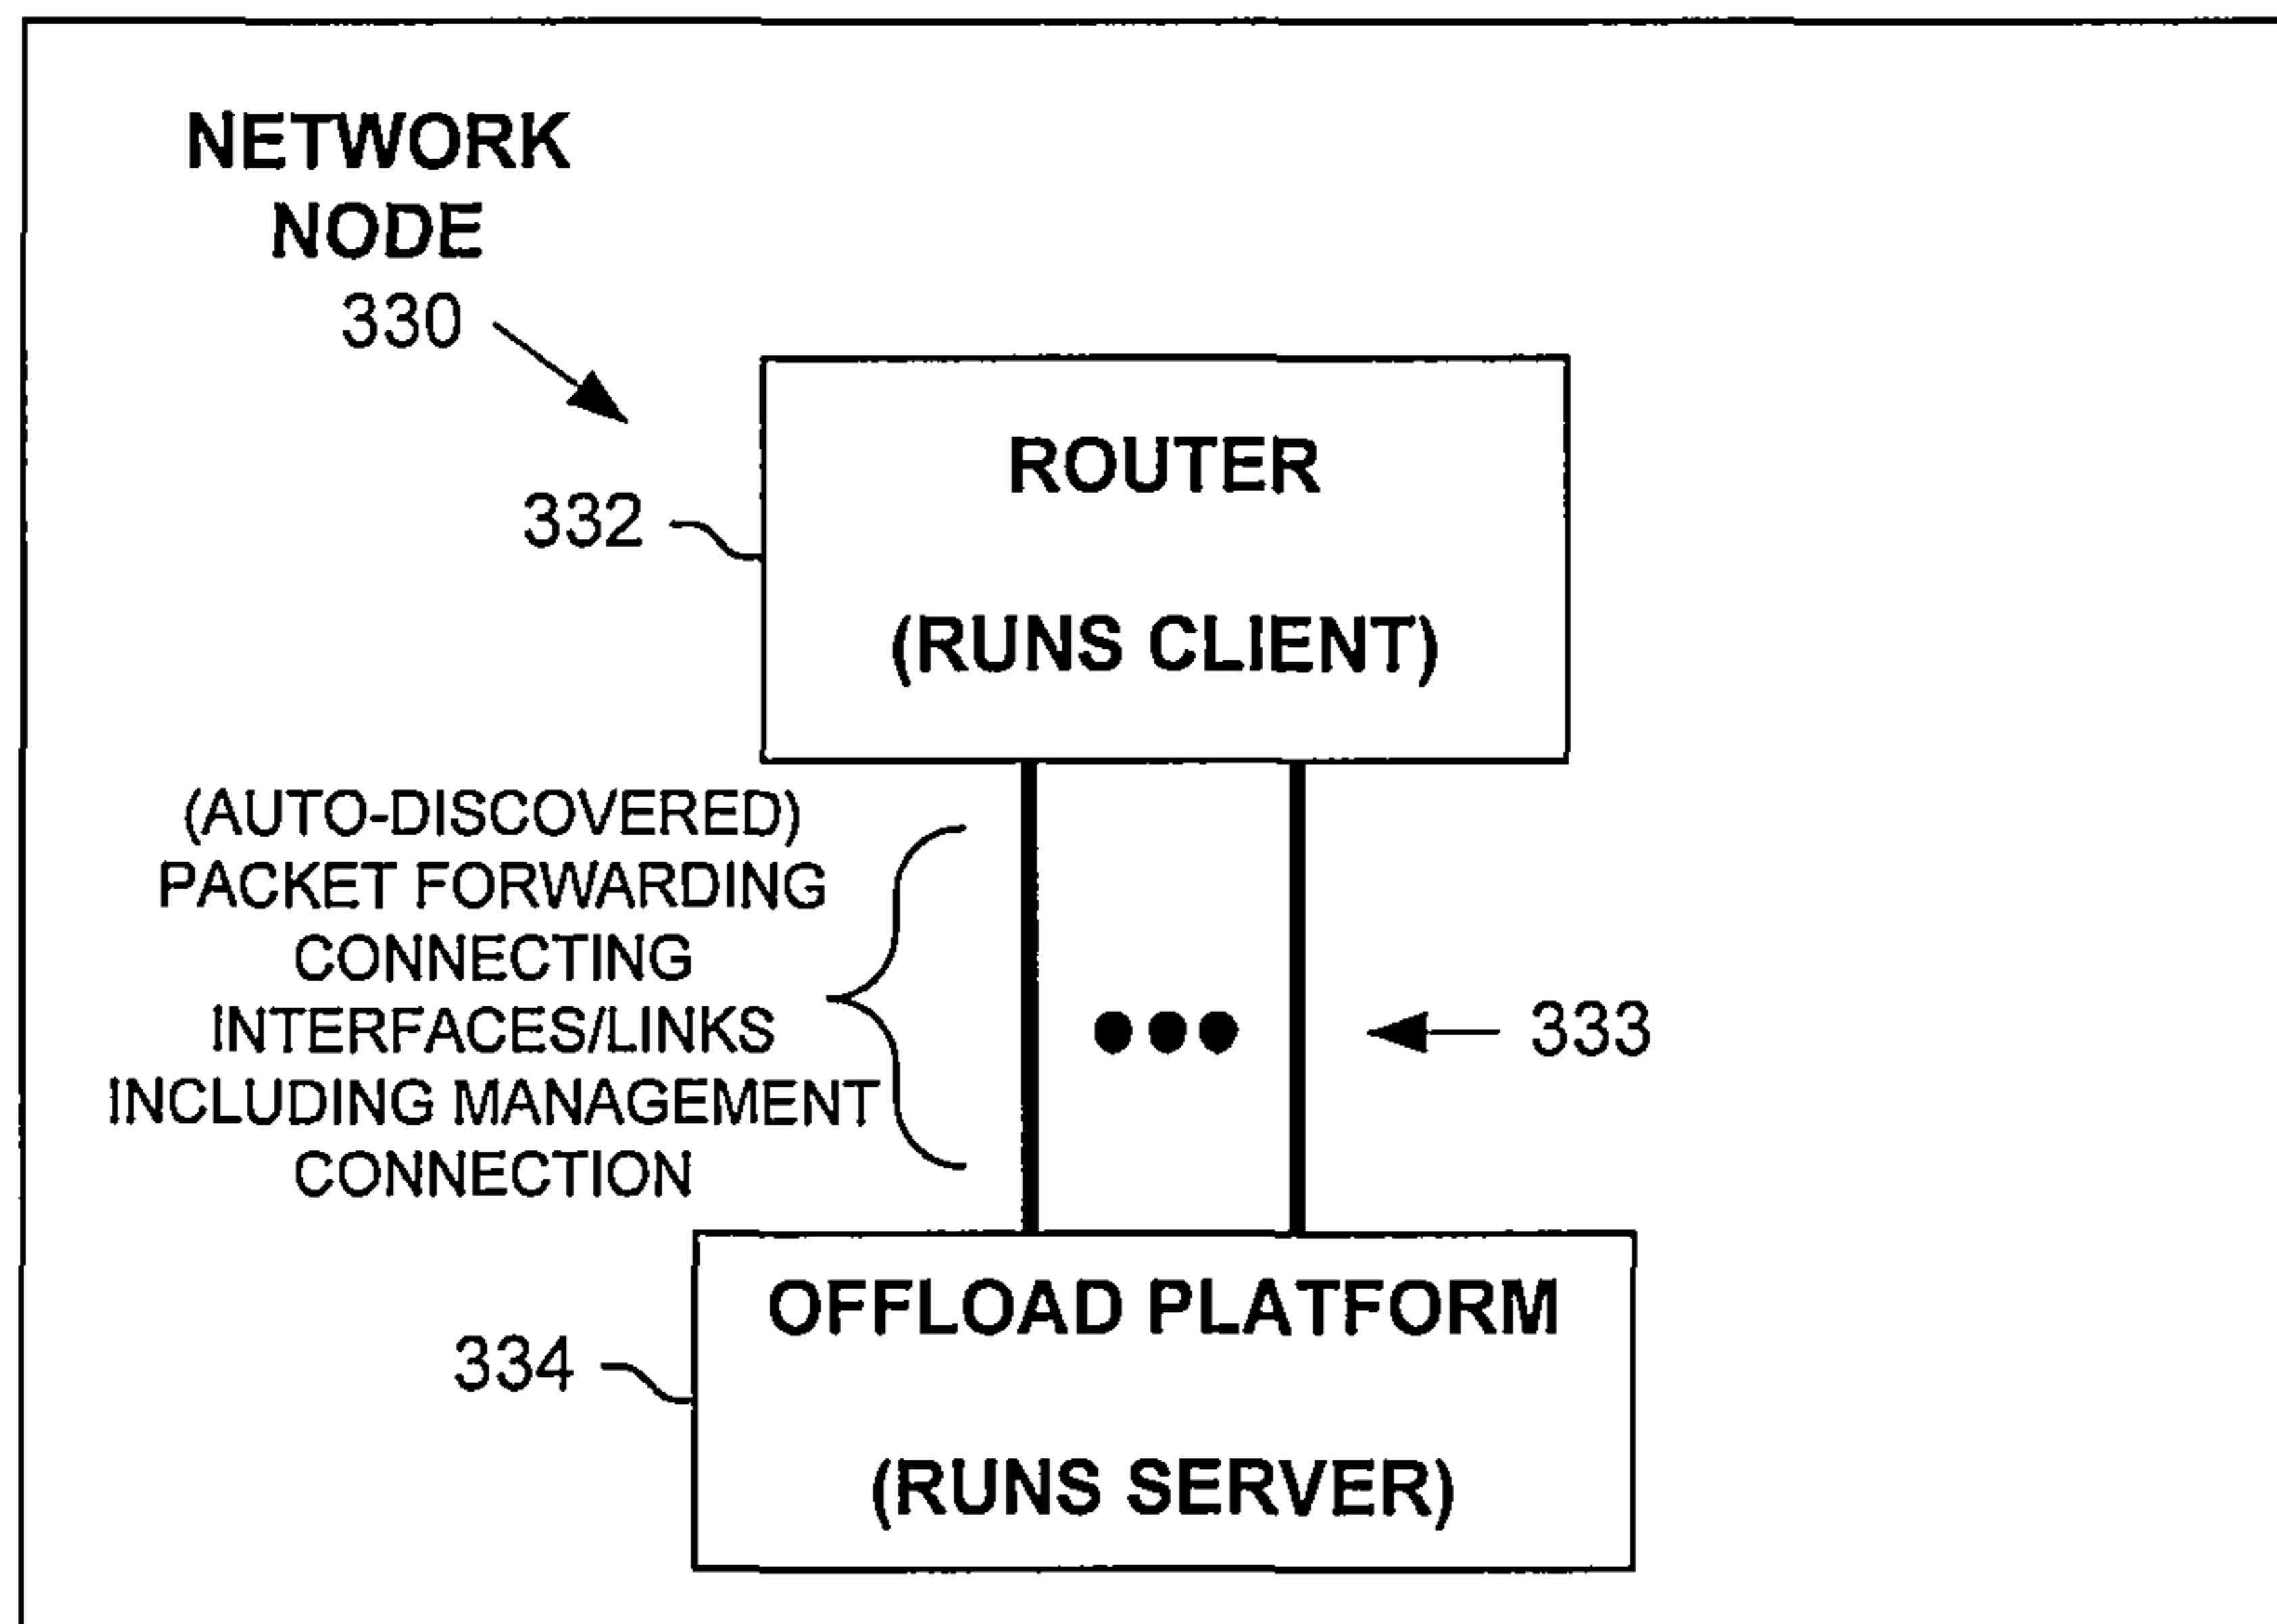 NETWORK
NODE
330
ROUTER
332
(RUNS CLIENT)
(AUTO-DISCOVERED)
PACKET FORWARDING
CONNECTING
INTERFACES/LINKS
INCLUDING MANAGEMENT
CONNECTION
333
OFFLOAD PLATFORM
334
(RUNS SERVER)